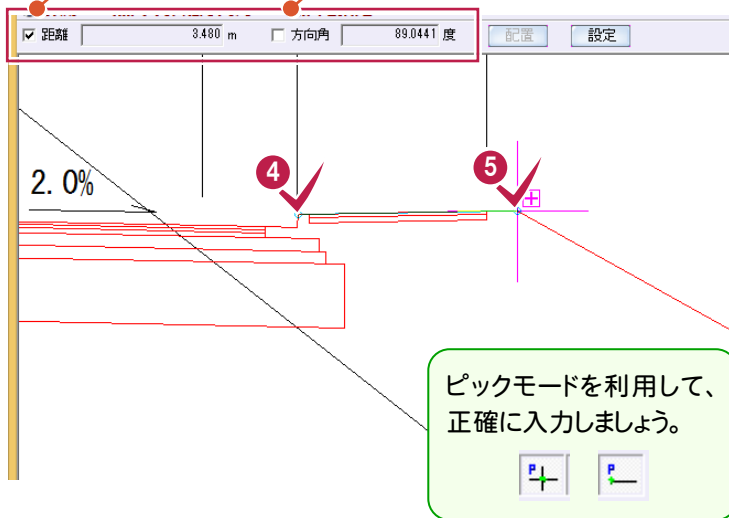 距離 3.480 m 方向角 89.0441 度 配置 設定
4 5
2.0%
ピックモードを利用して、
正確に入力しましょう。
P P